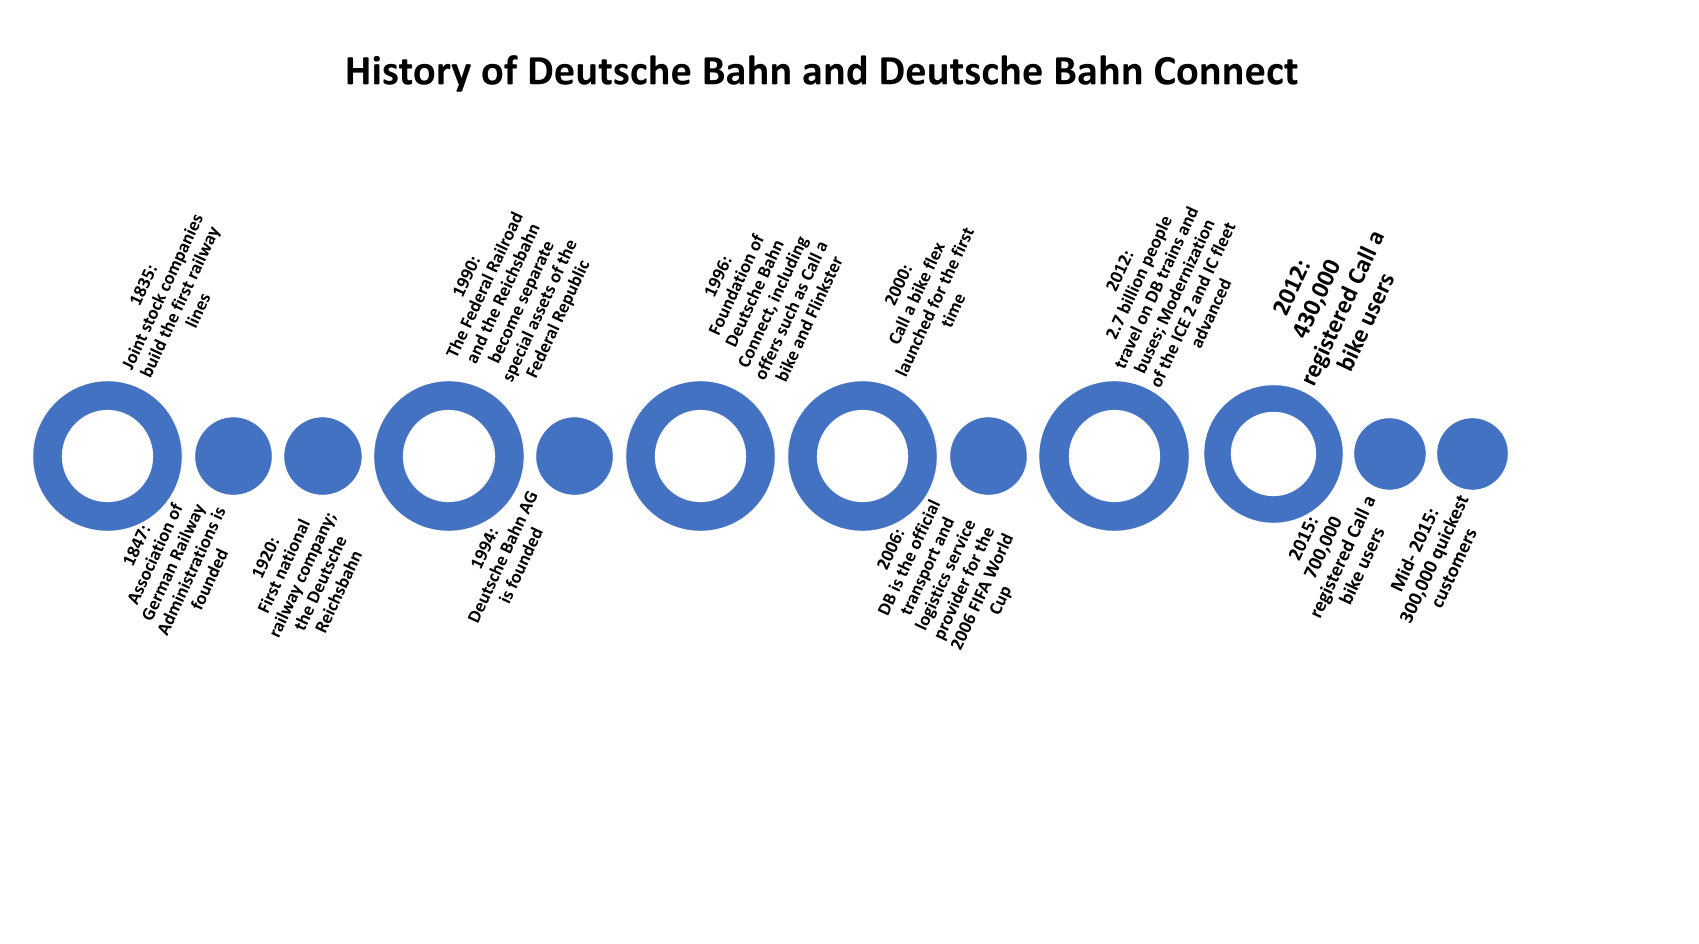 History of Deutsche Bahn and Deutsche Bahn Connect
1835:
Joint stock companies
build the first railway
lines
1847:
Association of
German Railway
Administrations is
founded
1920:
First national
railway company;
the Deutsche
Reichsbahn
1990:
The Federal Railroad
and the Reichsbahn
become separate
special assets of the
Federal Republic
1994:
Deutsche Bahn AG
is founded
1996:
Foundation of
Deutsche Bahn
Connect, including
offers such as Call a
bike and Flinkster
2000:
Call a bike flex
launched for the first
time
2006:
DB is the official
transport and
logistics service
provider for the
2006 FIFA World
Cup
2012:
2.7 billion people
travel on DB trains and
buses; Modernization
of the ICE 2 and IC fleet
advanced
2012:
430,000
registered Call a
bike users
2015:
700,000
registered Call a
bike users
Mid- 2015:
300,000 quickest
customers